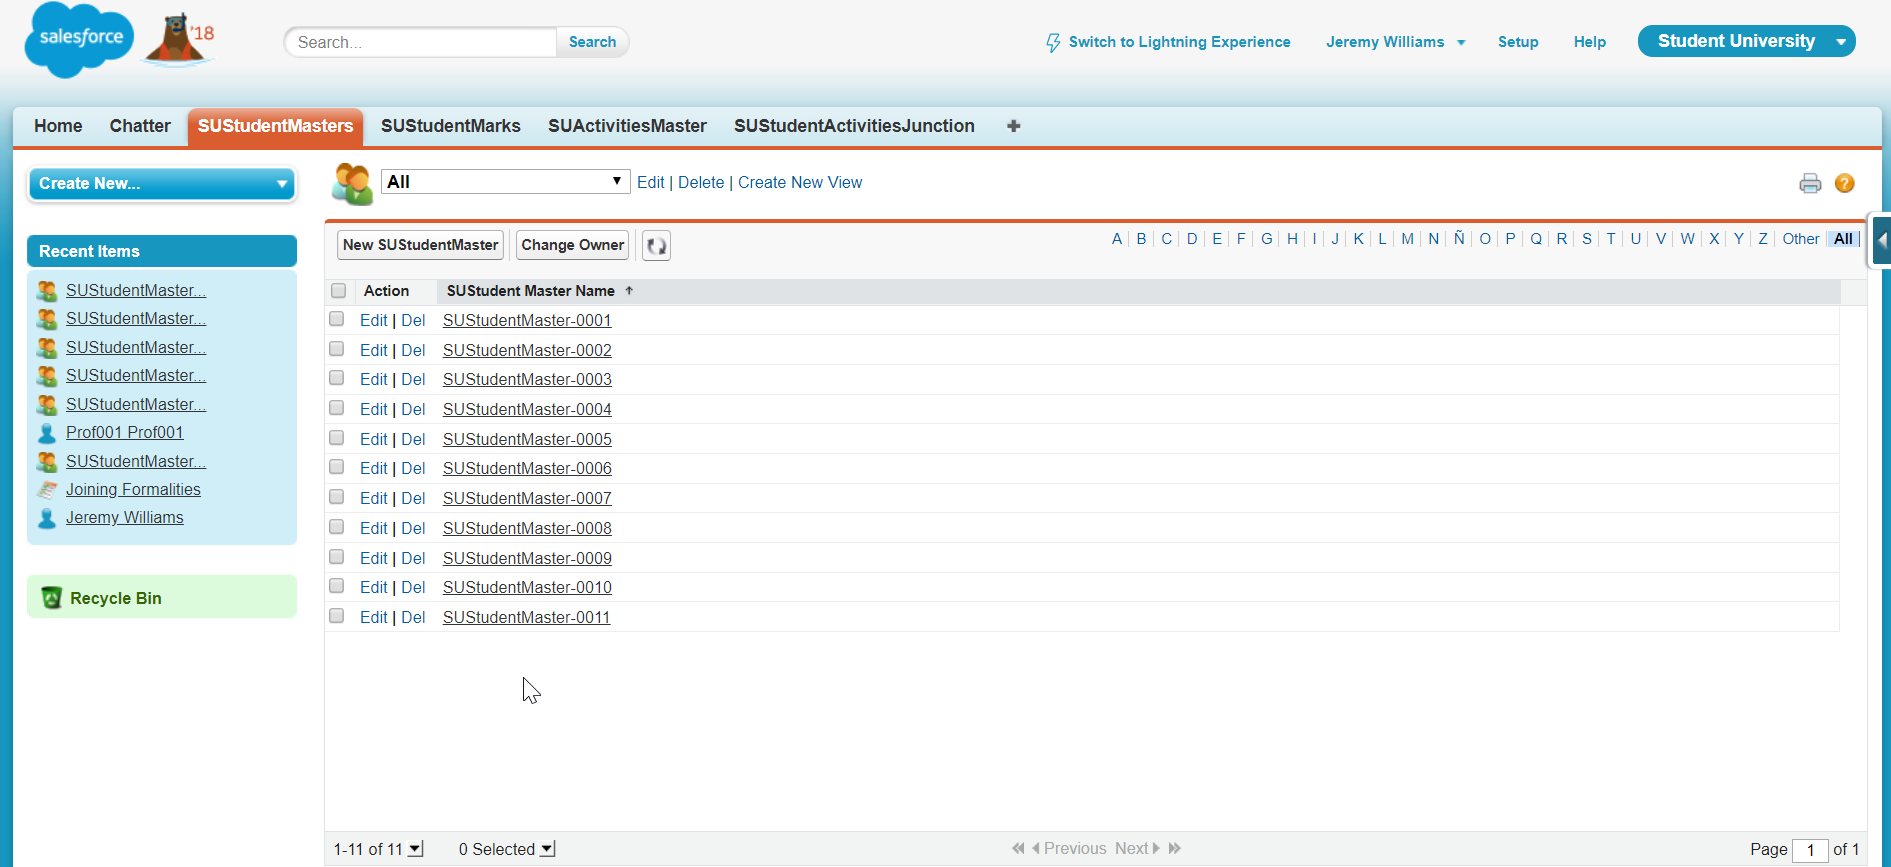 salesforce
'18
Search...
Search
Switch to Lightning Experience
Jeremy Williams
Setup
Help
Student University
Home
Chatter
SUStudentMasters
SUStudentMarks
SUActivitiesMaster
SUStudentActivitiesJunction
+
Create New...
Recent Items
SUStudentMaster...
SUStudentMaster...
SUStudentMaster...
SUStudentMaster...
SUStudentMaster...
Prof001 Prof001
SUStudentMaster...
Joining Formalities
Jeremy Williams
Recycle Bin
All
Edit | Delete | Create New View
?
New SUStudentMaster
Change Owner
A | B | C | D | E | F | G | H | I | J | K | L | M | N | Ñ | O | P | Q | R | S | T | U | V | W | X | Y | Z | Other | All
Action SUStudent Master Name ↑
Edit | Del SUStudentMaster-0001
Edit | Del SUStudentMaster-0002
Edit | Del SUStudentMaster-0003
Edit | Del SUStudentMaster-0004
Edit | Del SUStudentMaster-0005
Edit | Del SUStudentMaster-0006
Edit | Del SUStudentMaster-0007
Edit | Del SUStudentMaster-0008
Edit | Del SUStudentMaster-0009
Edit | Del SUStudentMaster-0010
Edit | Del SUStudentMaster-0011
1-11 of 11
0 Selected
Previous Next
Page 1 of 1